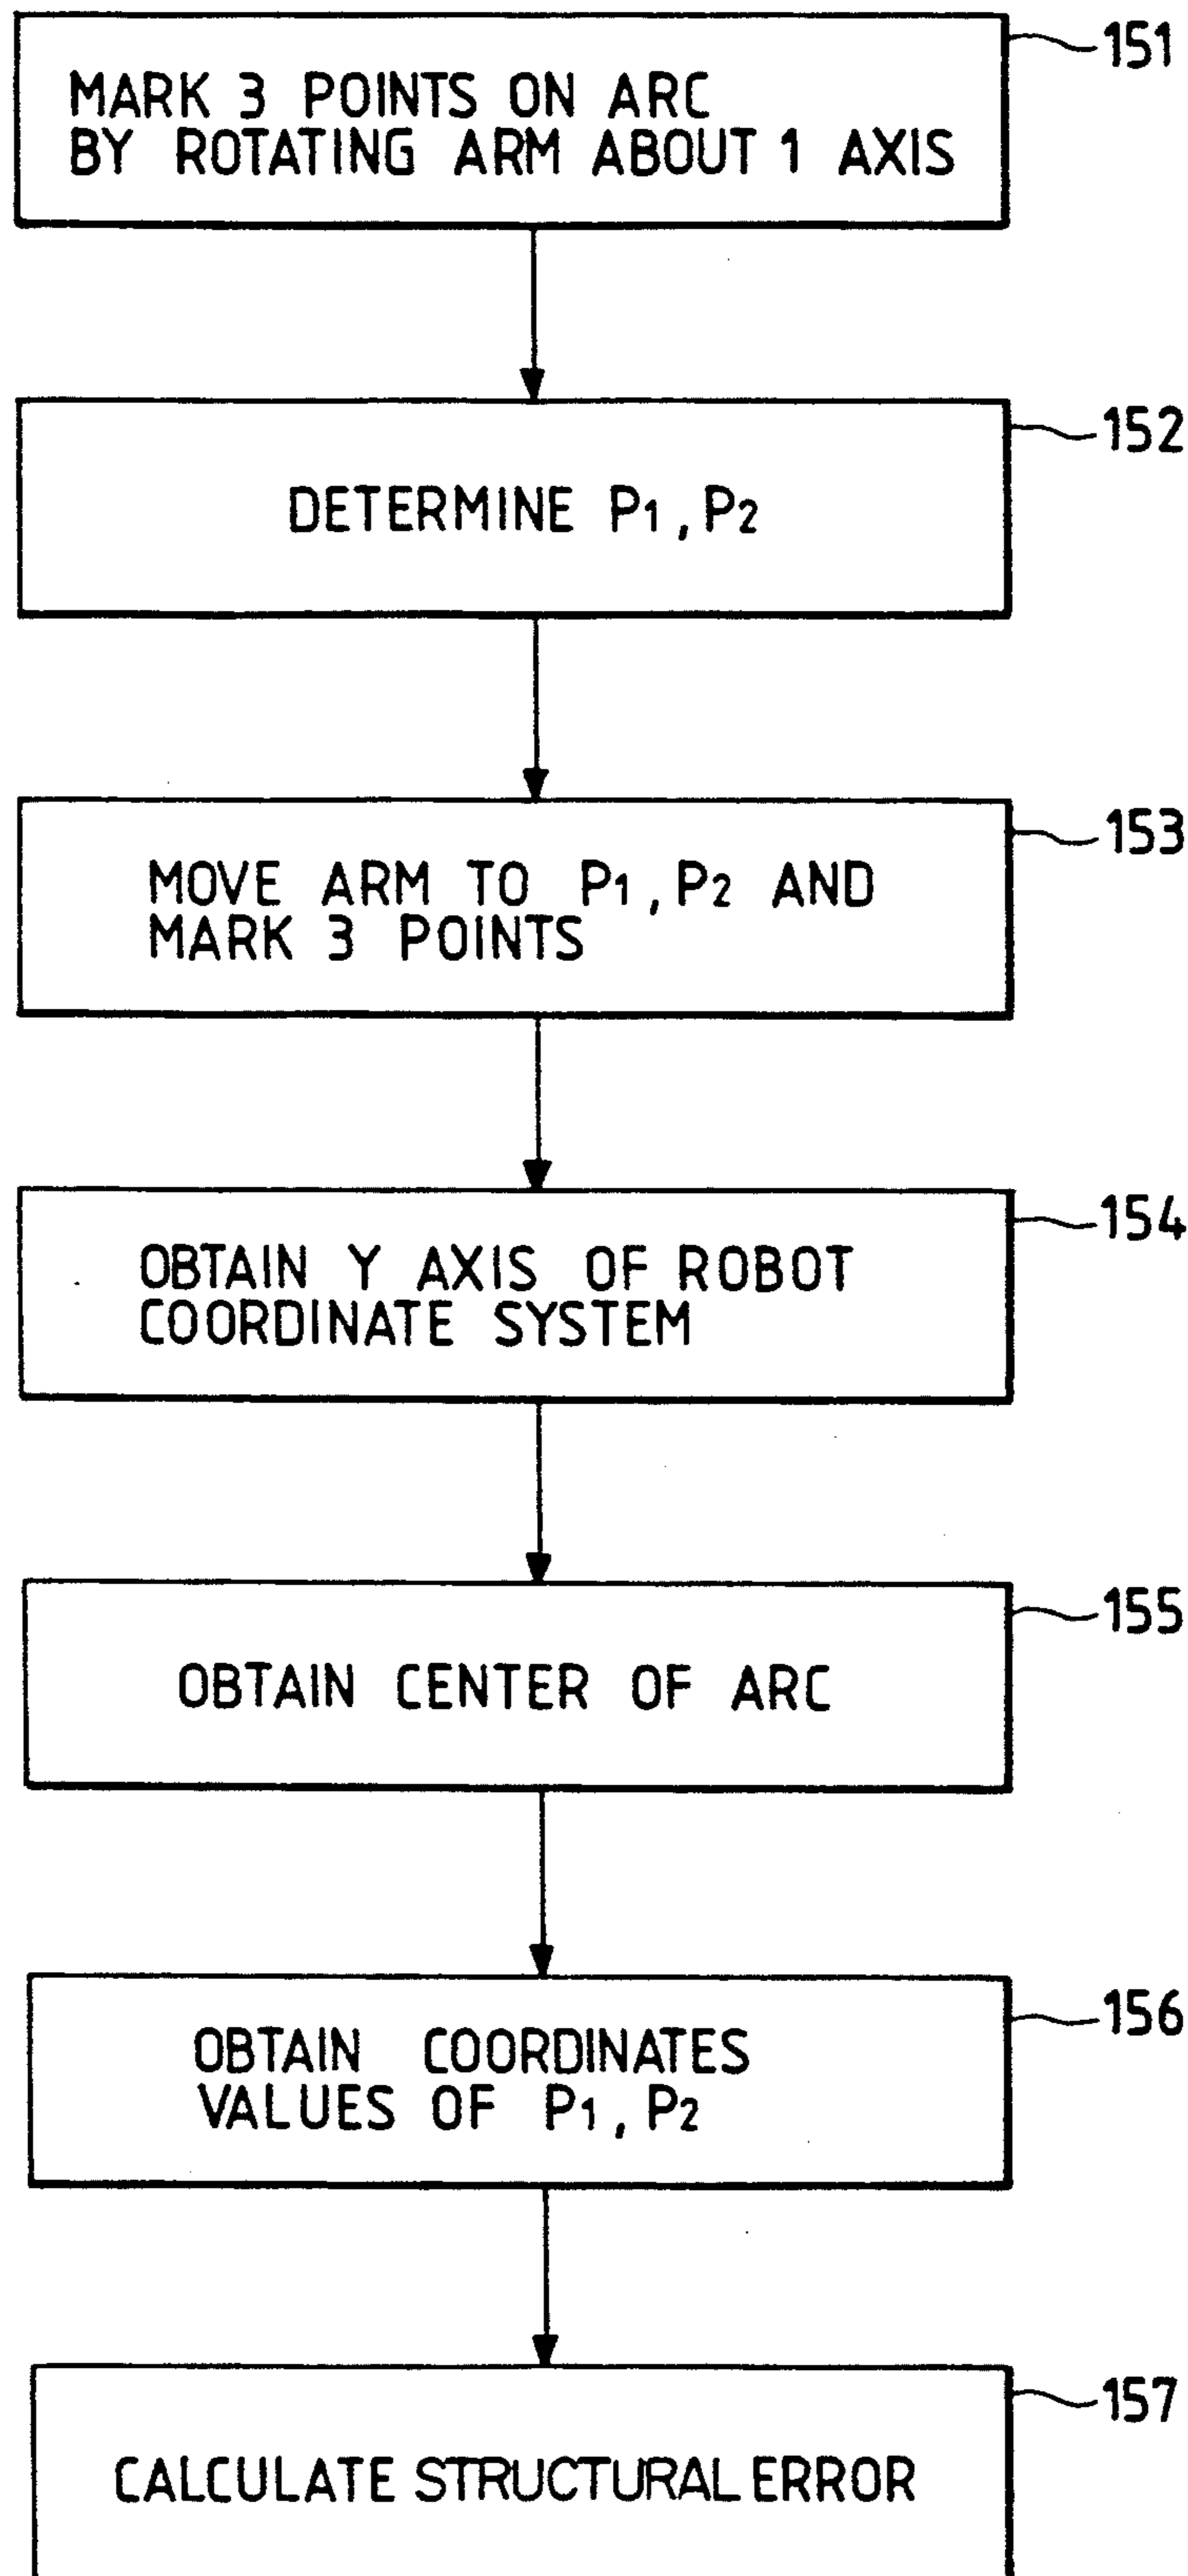 151
MARK 3 POINTS ON ARC
BY ROTATING ARM ABOUT 1 AXIS
152
DETERMINE P1, P2
153
MOVE ARM TO P1, P2 AND
MARK 3 POINTS
154
OBTAIN Y AXIS OF ROBOT
COORDINATE SYSTEM
155
OBTAIN CENTER OF ARC
156
OBTAIN COORDINATES
VALUES OF P1, P2
157
CALCULATE STRUCTURAL ERROR